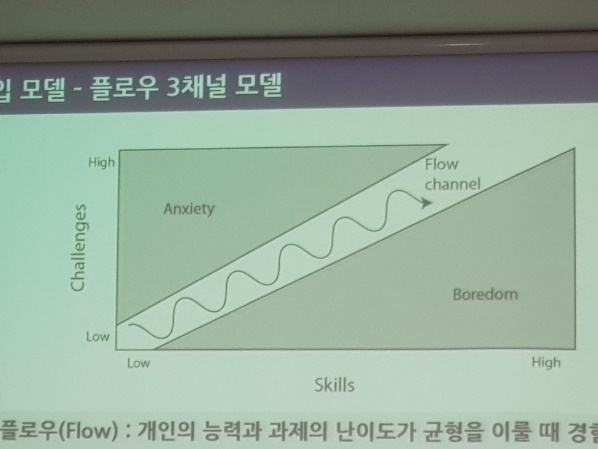 모델 - 플로우 3채널 모델
High
Flow
channel
Anxiety
Challenges
Boredom
Low
Low
High
Skills
플로우(Flow) : 개인의 능력과 과제의 난이도가 균형을 이룰 때